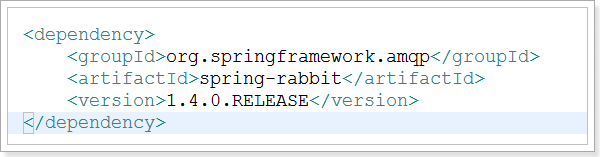 <dependency>
    <groupId>org.springframework.amqp</groupId>
    <artifactId>spring-rabbit</artifactId>
    <version>1.4.0.RELEASE</version>
</dependency>